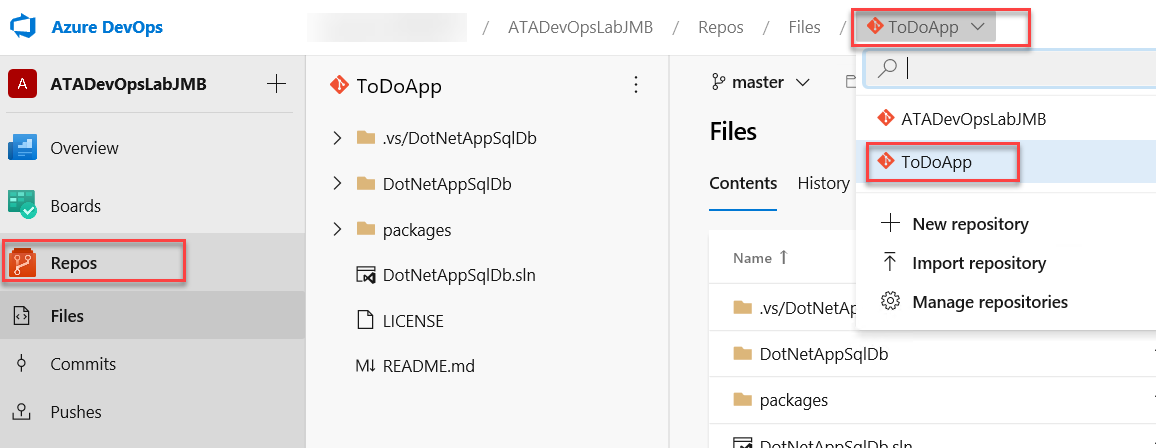 Azure DevOps / ATADevOpsLabJMB / Repos / Files / ToDoApp
A ATADevOpsLabJMB
Overview
Boards
Repos
Files
Commits
Pushes
ToDoApp
.vs/DotNetAppSqlDb
DotNetAppSqlDb
packages
DotNetAppSqlDb.sln
LICENSE
README.md
master
Files
Contents History
Name
.vs/DotNetAp
DotNetAppSqlDb
packages
DotNetAppSqlDb.sln
ATADevOpsLabJMB
ToDoApp
New repository
Import repository
Manage repositories